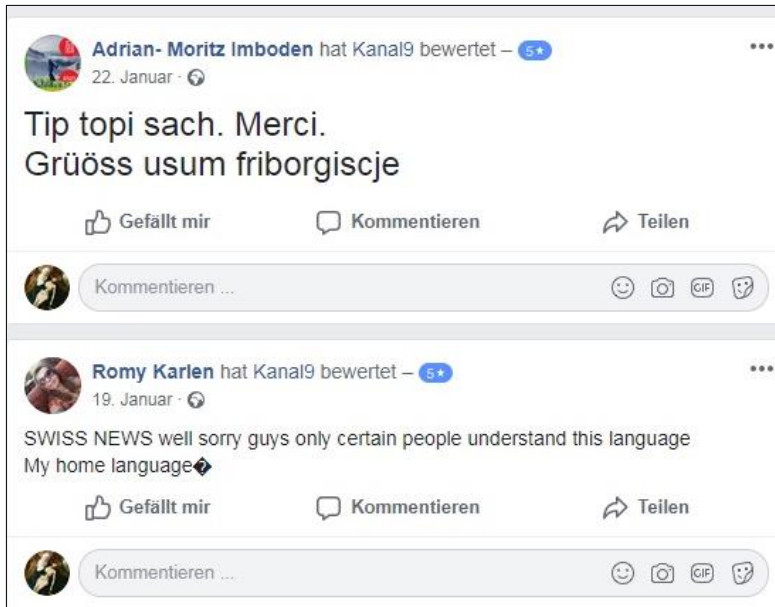 Adrian- Moritz Imboden hat Kanal9 bewertet – 5★
22. Januar ·
Tip topi sach. Merci.
Grüöss usum friborgiscje
Gefällt mir Kommentieren Teilen
Kommentieren ... GIF
Romy Karlen hat Kanal9 bewertet – 5★
19. Januar ·
SWISS NEWS well sorry guys only certain people understand this language
My home language�
Gefällt mir Kommentieren Teilen
Kommentieren ... GIF